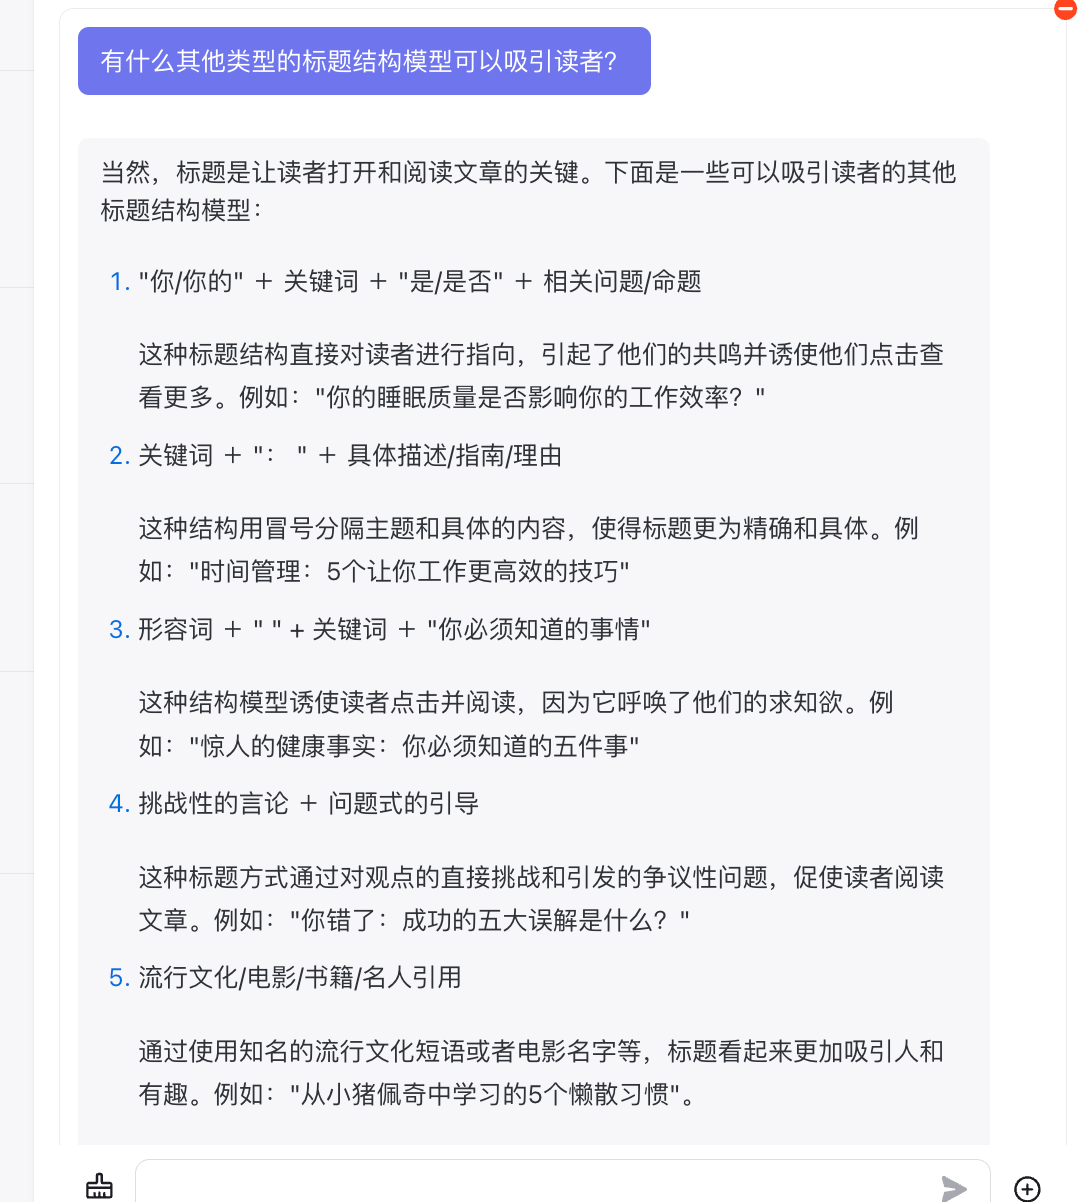 有什么其他类型的标题结构模型可以吸引读者?
当然，标题是让读者打开和阅读文章的关键。下面是一些可以吸引读者的其他
标题结构模型：
1. "你/你的" ＋ 关键词 ＋ "是/是否" ＋ 相关问题/命题
这种标题结构直接对读者进行指向，引起了他们的共鸣并诱使他们点击查
看更多。例如："你的睡眠质量是否影响你的工作效率？"
2. 关键词 ＋ "： " ＋ 具体描述/指南/理由
这种结构用冒号分隔主题和具体的内容，使得标题更为精确和具体。例
如："时间管理：5个让你工作更高效的技巧"
3. 形容词 ＋ " " + 关键词 ＋ "你必须知道的事情"
这种结构模型诱使读者点击并阅读，因为它呼唤了他们的求知欲。例
如："惊人的健康事实：你必须知道的五件事"
4. 挑战性的言论 ＋ 问题式的引导
这种标题方式通过对观点的直接挑战和引发的争议性问题，促使读者阅读
文章。例如："你错了：成功的五大误解是什么？"
5. 流行文化/电影/书籍/名人引用
通过使用知名的流行文化短语或者电影名字等，标题看起来更加吸引人和
有趣。例如："从小猪佩奇中学习的5个懒散习惯"。